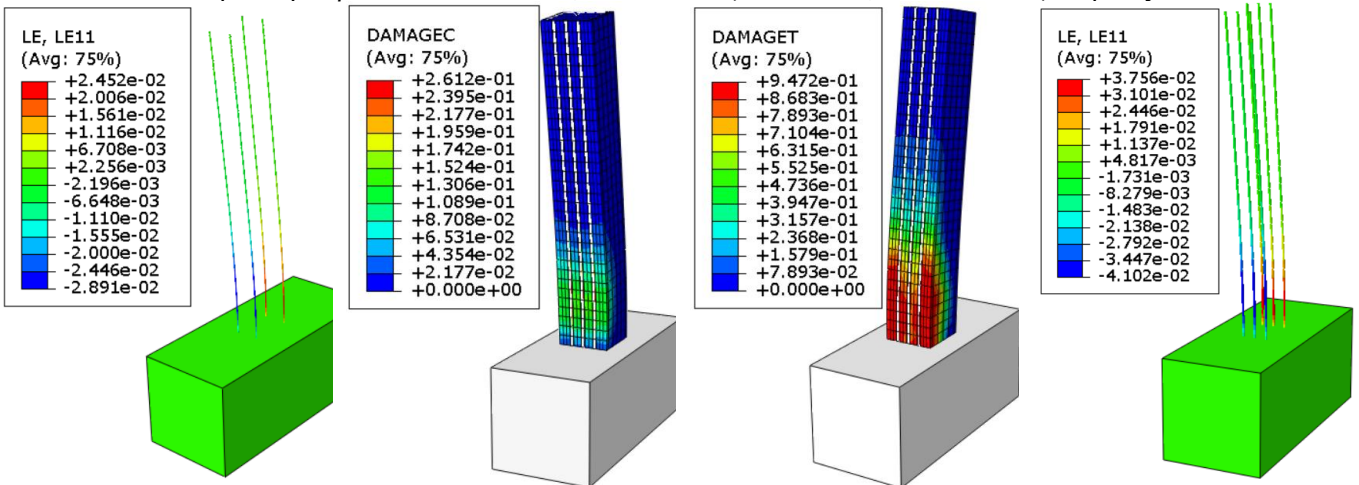 LE, LE11
(Avg: 75%)
+2.452e-02
+2.006e-02
+1.561e-02
+1.116e-02
+6.708e-03
+2.256e-03
-2.196e-03
-6.648e-03
-1.110e-02
-1.555e-02
-2.000e-02
-2.446e-02
-2.891e-02
DAMAGEC
(Avg: 75%)
+2.612e-01
+2.395e-01
+2.177e-01
+1.959e-01
+1.742e-01
+1.524e-01
+1.306e-01
+1.089e-01
+8.708e-02
+6.531e-02
+4.354e-02
+2.177e-02
+0.000e+00
DAMAGET
(Avg: 75%)
+9.472e-01
+8.683e-01
+7.893e-01
+7.104e-01
+6.315e-01
+5.525e-01
+4.736e-01
+3.947e-01
+3.157e-01
+2.368e-01
+1.579e-01
+7.893e-02
+0.000e+00
LE, LE11
(Avg: 75%)
+3.756e-02
+3.101e-02
+2.446e-02
+1.791e-02
+1.137e-02
+4.817e-03
-1.731e-03
-8.279e-03
-1.483e-02
-2.138e-02
-2.792e-02
-3.447e-02
-4.102e-02